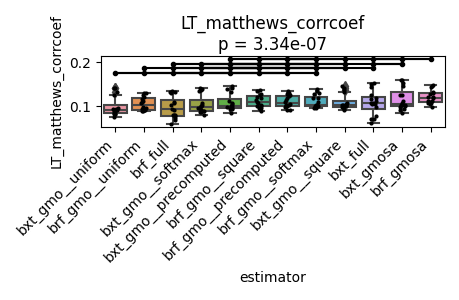 LT_matthews_corrcoef
p = 3.34e-07
LT_matthews_corrcoef
0.2
0.1
bxt_gmo__uniform
brf_gmo__uniform
brf_full
bxt_gmo__softmax
bxt_gmo__precomputed
brf_gmo__square
brf_gmo__precomputed
brf_gmo__softmax
bxt_gmo__square
bxt_full
bxt_gmosa
brf_gmosa
estimator